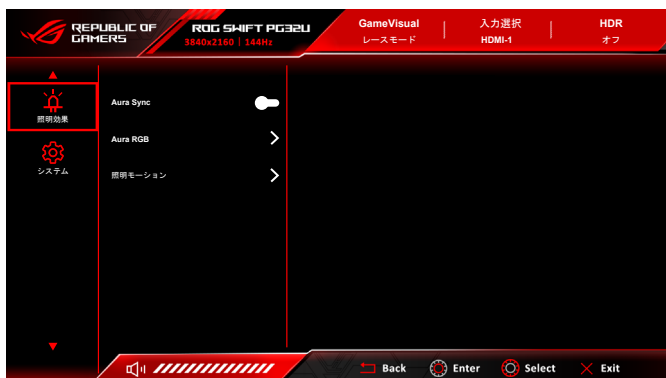 REPUBLIC OF
GAMERS
ROG SWIFT PG32U
3840x2160 | 144Hz
GameVisual
レースモード
入力選択
HDMI-1
HDR
オフ
照明効果
システム
Aura Sync
Aura RGB
照明モーション
Back
Enter
Select
Exit